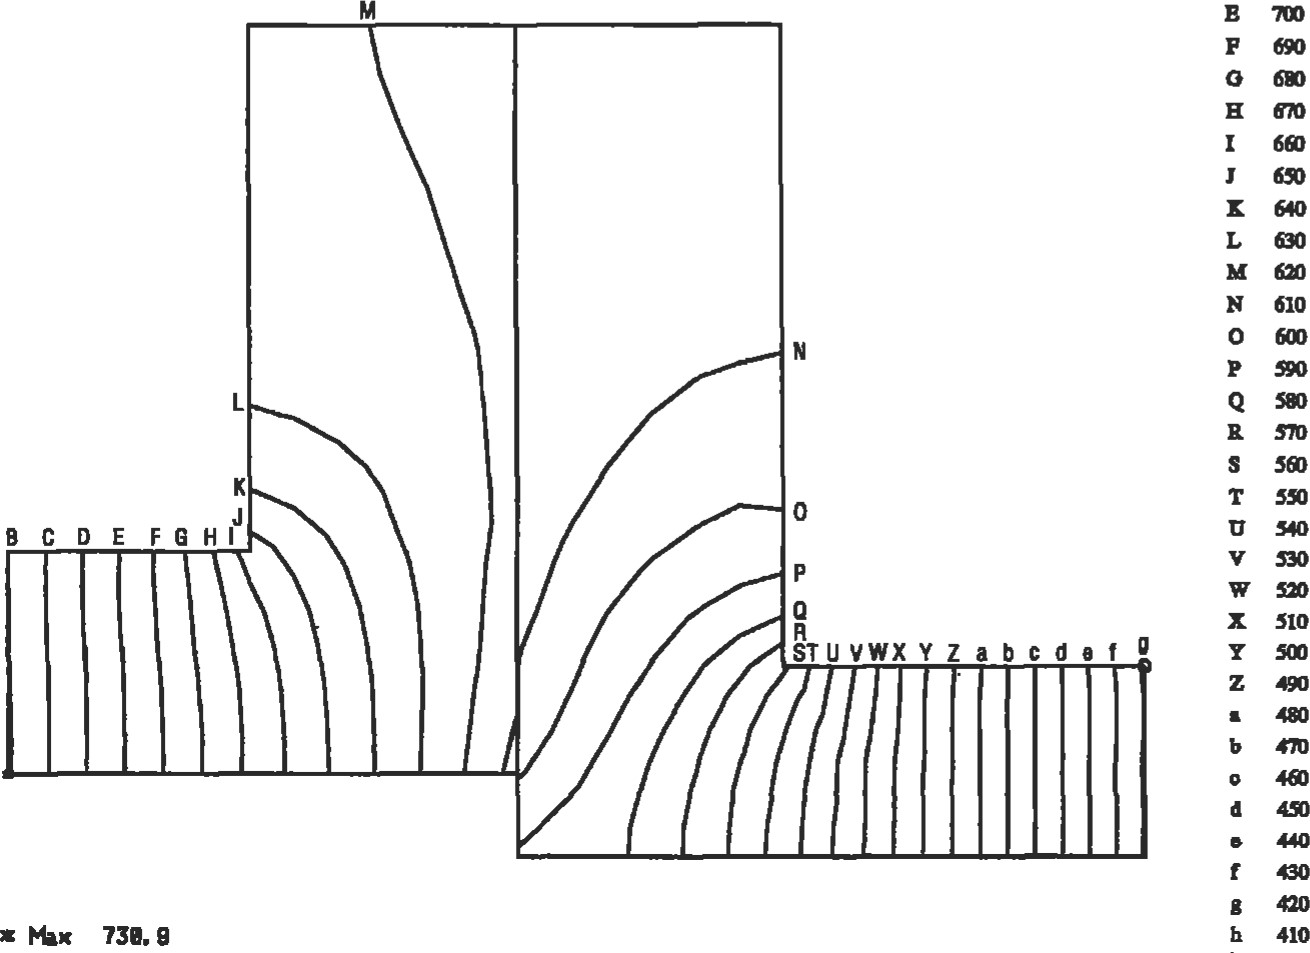 M
N
L
K
O
J
B C D E F G H I
P
Q
R
S T U V W X Y Z a b c d e f g
* Max 730.9
E 700
F 690
G 680
H 670
I 660
J 650
K 640
L 630
M 620
N 610
O 600
P 590
Q 580
R 570
S 560
T 550
U 540
V 530
W 520
X 510
Y 500
Z 490
a 480
b 470
c 460
d 450
e 440
f 430
g 420
h 410